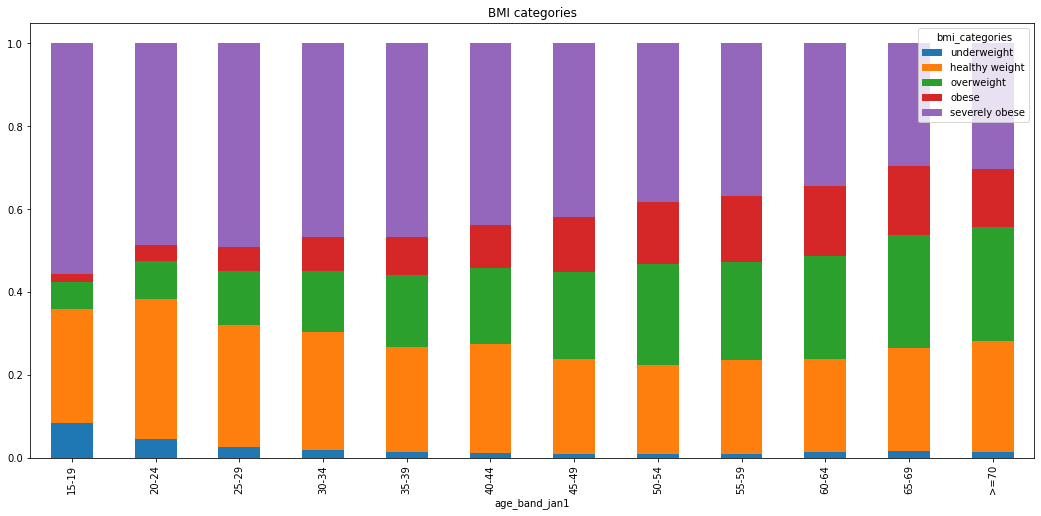 BMI categories
bmi_categories
underweight
healthy weight
overweight
obese
severely obese
1.0
0.8
0.6
0.4
0.2
0.0
15-19
20-24
25-29
30-34
35-39
40-44
45-49
50-54
55-59
60-64
65-69
>=70
age_band_jan1